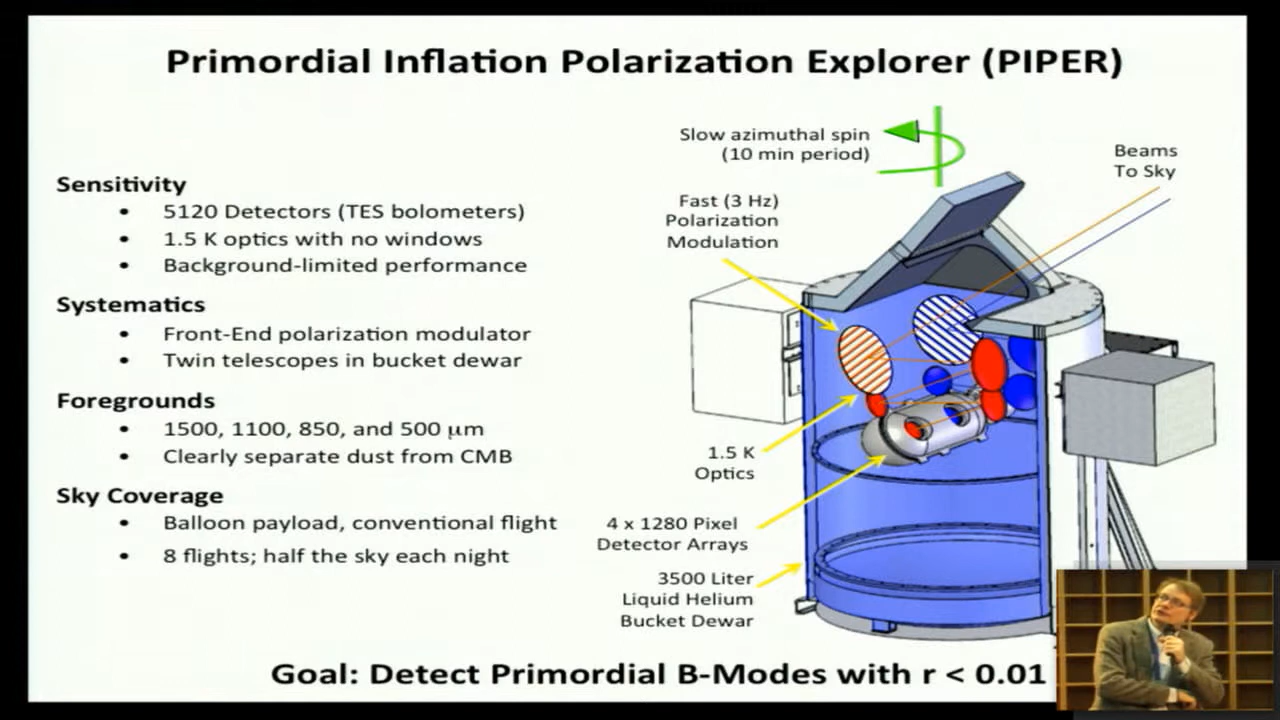 Primordial Inflation Polarization Explorer (PIPER)
Sensitivity
• 5120 Detectors (TES bolometers)
• 1.5 K optics with no windows
• Background-limited performance
Systematics
• Front-End polarization modulator
• Twin telescopes in bucket dewar
Foregrounds
• 1500, 1100, 850, and 500 μm
• Clearly separate dust from CMB
Sky Coverage
• Balloon payload, conventional flight
• 8 flights; half the sky each night
Slow azimuthal spin
(10 min period)
Beams
To Sky
Fast (3 Hz)
Polarization
Modulation
1.5 K
Optics
4 x 1280 Pixel
Detector Arrays
3500 Liter
Liquid Helium
Bucket Dewar
Goal: Detect Primordial B-Modes with r < 0.01